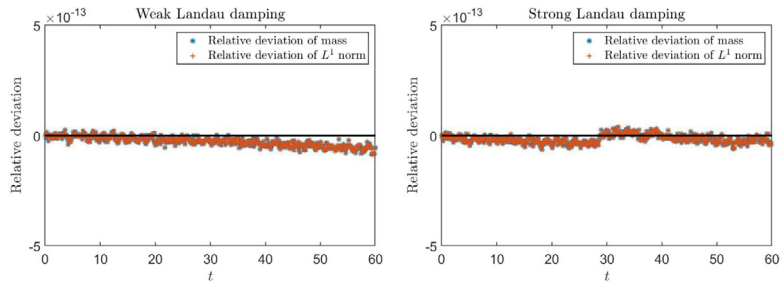 Weak Landau damping
×10-13
5
0
-5
Relative deviation
Relative deviation of mass
Relative deviation of L¹ norm
0 10 20 30 40 50 60
t
Strong Landau damping
×10-13
5
0
-5
Relative deviation
Relative deviation of mass
Relative deviation of L¹ norm
0 10 20 30 40 50 60
t